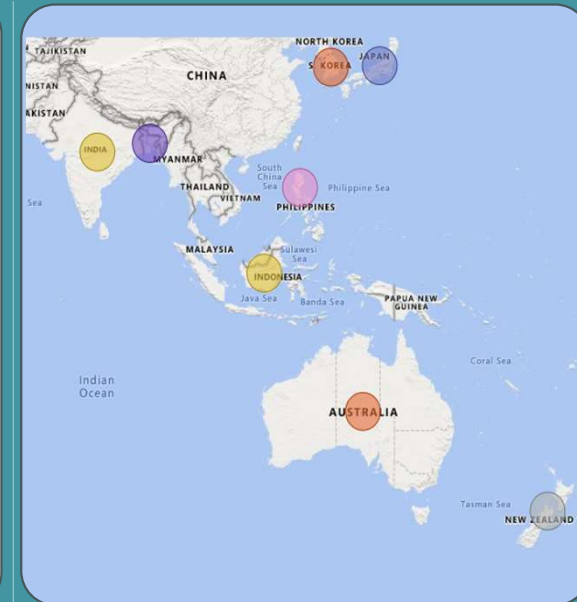 NORTH KOREA
TAJIKISTAN
JAPAN
S. KOREA
CHINA
NISTAN
AKISTAN
INDIA
MYANMAR
South
China
Sea
THAILAND
Philippine Sea
VIETNAM
Sea
PHILIPPINES
MALAYSIA
Sulawesi
Sea
INDONESIA
Java Sea
Banda Sea
PAPUA NEW
GUINEA
Coral Sea
Indian
Ocean
AUSTRALIA
Tasman Sea
NEW ZEALAND